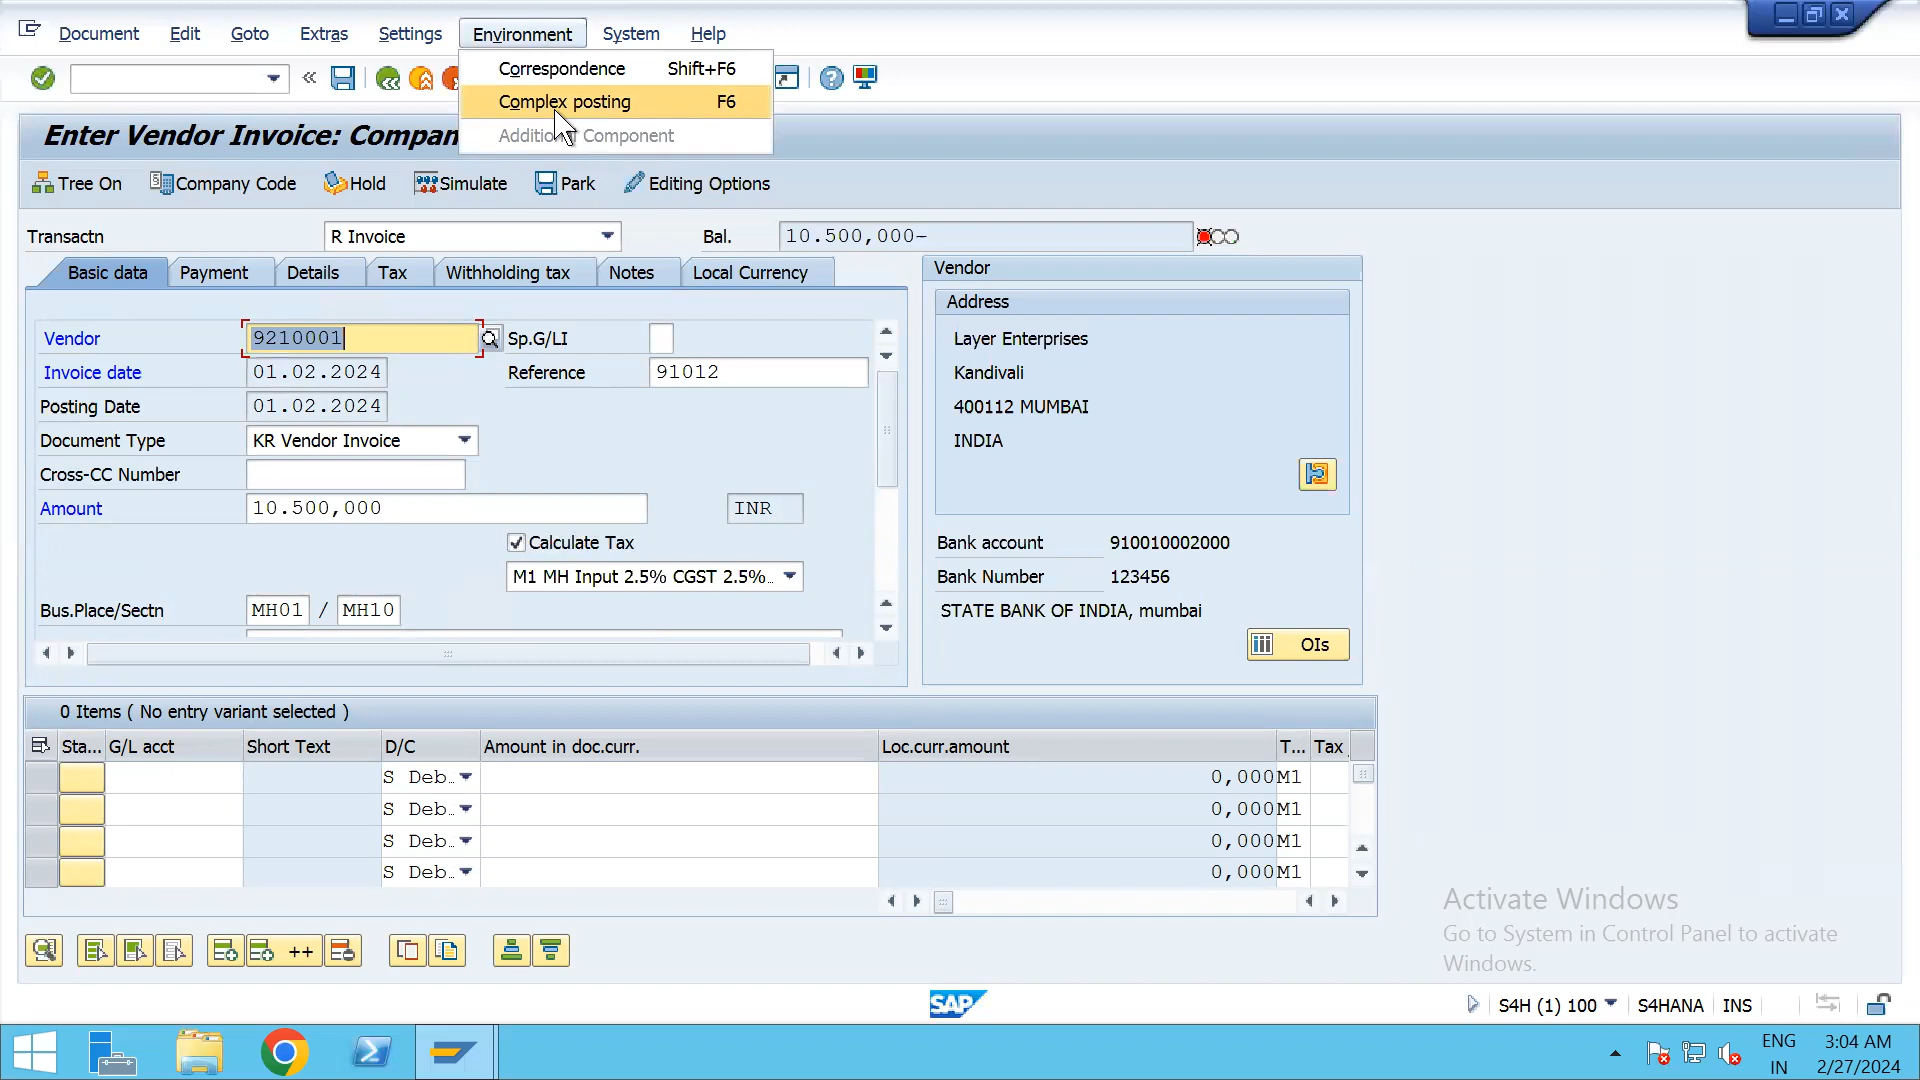 Document Edit Goto Extras Settings Environment System Help
Correspondence Shift+F6
Complex posting F6
Component
Enter Vendor Invoice:
Tree On Company Code Hold Simulate Park Editing Options
Transactn R Invoice Bal. 10.500,000-
Basic data Payment Details Tax Withholding tax Notes Local Currency
Vendor 9210001 Sp.G/LI
Invoice date 01.02.2024 Reference 91012
Posting Date 01.02.2024
Document Type KR Vendor Invoice
Cross-CC Number
Amount 10.500,000 INR
Calculate Tax
M1 MH Input 2.5% CGST 2.5%..
Bus.Place/Sectn MH01 / MH10
Vendor
Address
Layer Enterprises
Kandivali
400112 MUMBAI
INDIA
Bank account 910010002000
Bank Number 123456
STATE BANK OF INDIA, mumbai
OIs
0 Items ( No entry variant selected )
Sta... G/L acct Short Text D/C Amount in doc.curr. Loc.curr.amount T... Tax
S Deb.. 0,000 M1
S Deb.. 0,000 M1
S Deb.. 0,000 M1
S Deb.. 0,000 M1
++
Activate Windows
Go to System in Control Panel to activate
Windows.
SAP
S4H (1) 100 S4HANA INS
ENG 3:04 AM
IN 2/27/2024